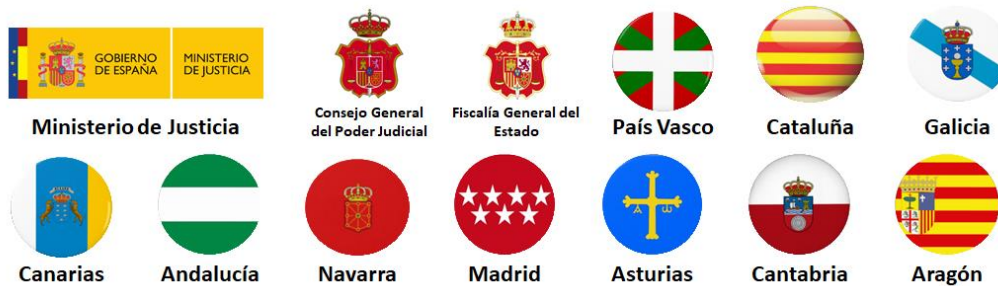 GOBIERNO MINISTERIO
DE ESPAÑA DE JUSTICIA
Ministerio de Justicia
Consejo General
del Poder Judicial
Fiscalía General del
Estado
País Vasco
Cataluña
Galicia
Canarias
Andalucía
Navarra
Madrid
Asturias
Cantabria
Aragón